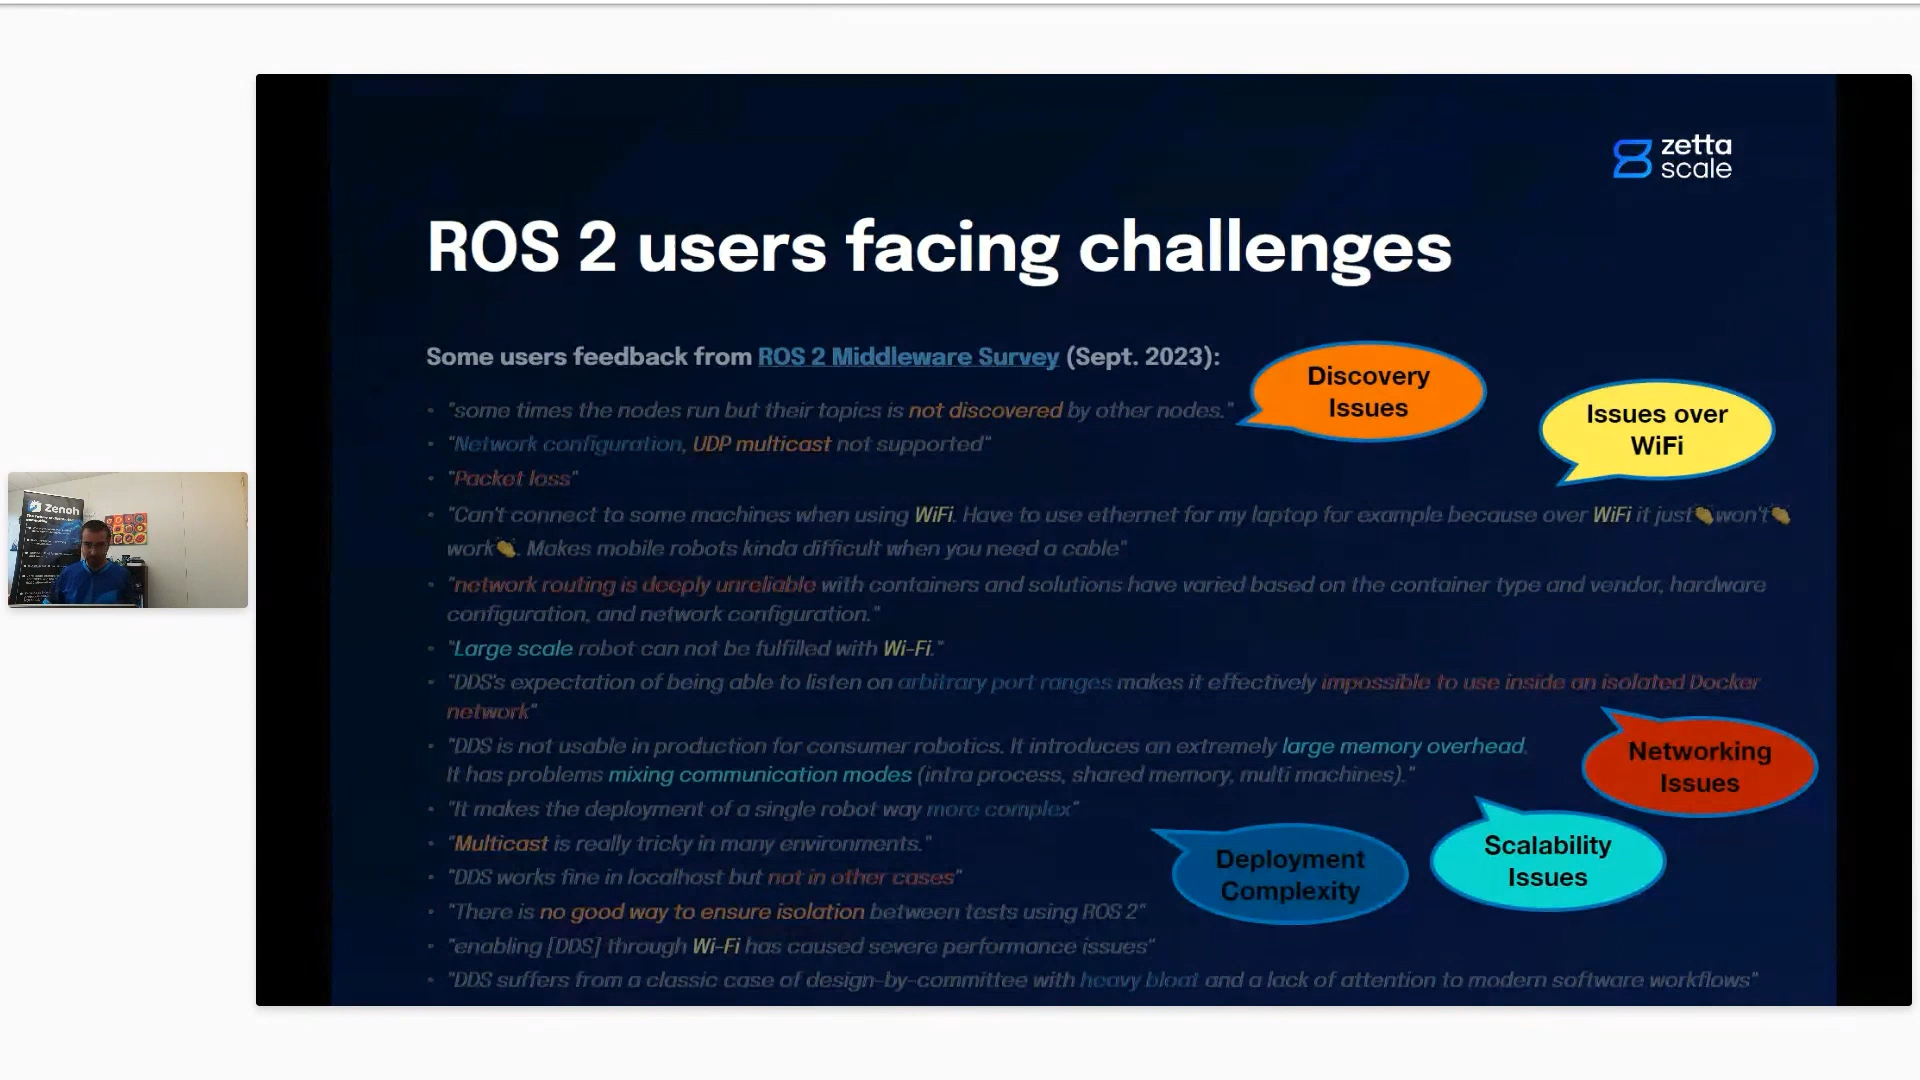 zetta
scale
ROS 2 users facing challenges
Some users feedback from ROS 2 Middleware Survey (Sept. 2023):
Discovery
Issues
Issues over
WiFi
• "some times the nodes run but their topics is not discovered by other nodes."
• "Network configuration, UDP multicast not supported"
• "Packet loss"
• "Can't connect to some machines when using WiFi. Have to use ethernet for my laptop for example because over WiFi it just👏won't👏
work👏. Makes mobile robots kinda difficult when you need a cable"
• "network routing is deeply unreliable with containers and solutions have varied based on the container type and vendor, hardware
configuration, and network configuration."
• "Large scale robot can not be fulfilled with Wi-Fi."
• "DDS's expectation of being able to listen on arbitrary port ranges makes it effectively impossible to use inside an isolated Docker
network"
• "DDS is not usable in production for consumer robotics. It introduces an extremely large memory overhead.
It has problems mixing communication modes (intra process, shared memory, multi machines)."
Networking
Issues
• "It makes the deployment of a single robot way more complex"
• "Multicast is really tricky in many environments."
• "DDS works fine in localhost but not in other cases"
Deployment
Complexity
Scalability
Issues
• "There is no good way to ensure isolation between tests using ROS 2"
• "enabling [DDS] through Wi-Fi has caused severe performance issues"
• "DDS suffers from a classic case of design-by-committee with heavy bloat and a lack of attention to modern software workflows"
Zenoh